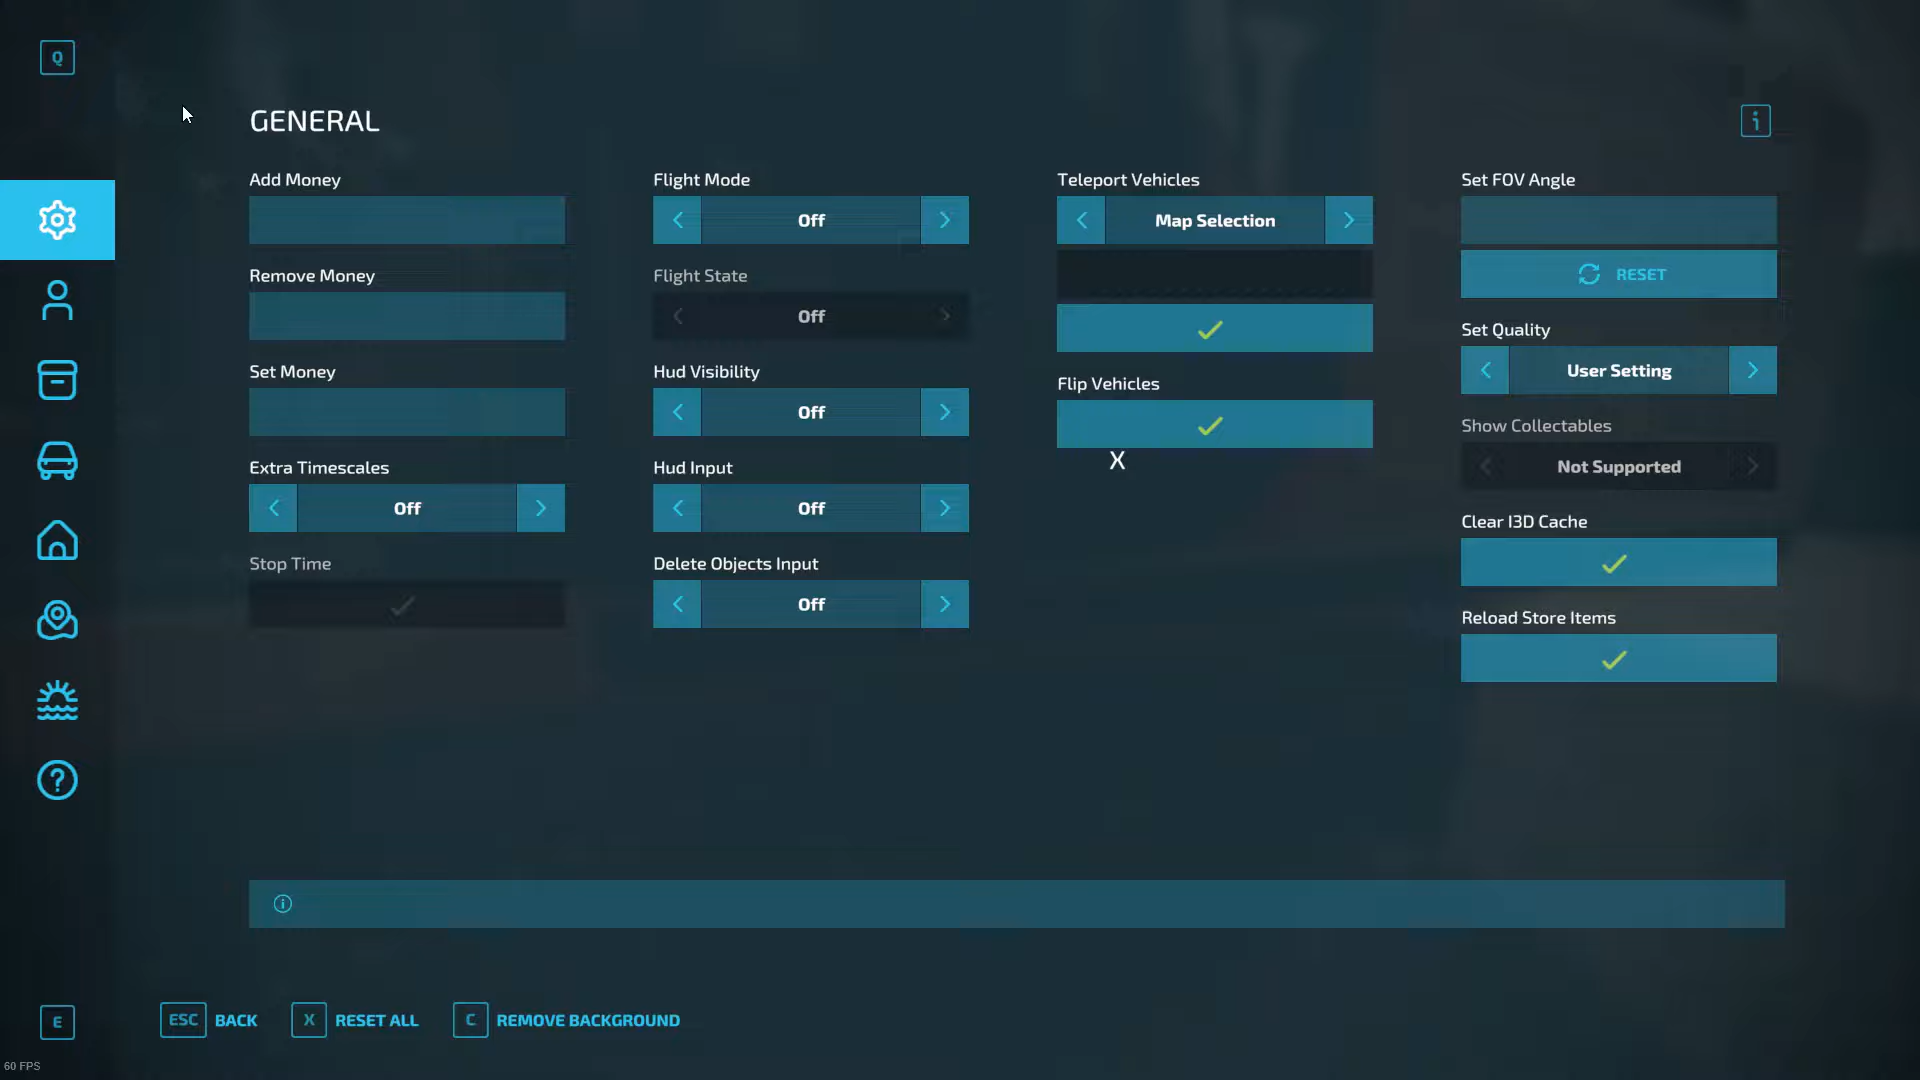 Q
GENERAL
i
Add Money
Remove Money
Set Money
Extra Timescales
Off
Stop Time
Flight Mode
Off
Flight State
Off
Hud Visibility
Off
Hud Input
Off
Delete Objects Input
Off
Teleport Vehicles
Map Selection
Flip Vehicles
X
Set FOV Angle
RESET
Set Quality
User Setting
Show Collectables
Not Supported
Clear I3D Cache
Reload Store Items
?
i
E
ESC BACK X RESET ALL C REMOVE BACKGROUND
60 FPS